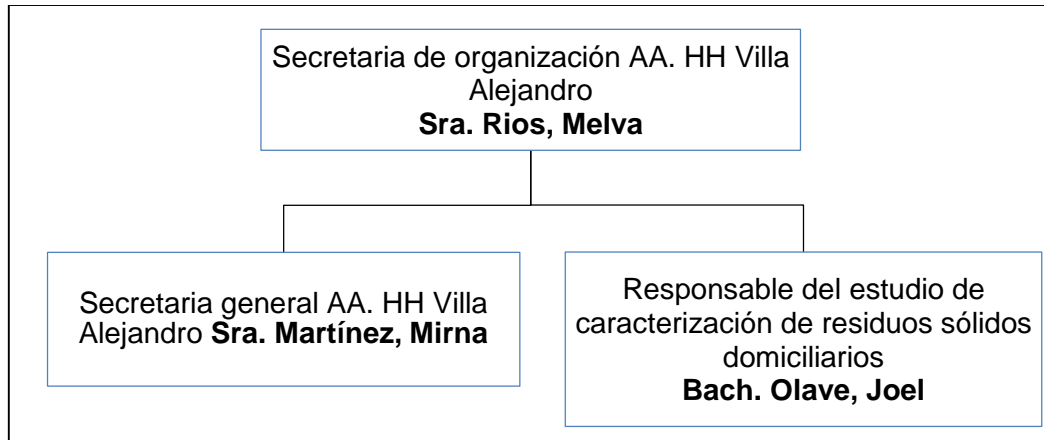 Secretaria de organización AA. HH Villa
Alejandro
Sra. Rios, Melva
Secretaria general AA. HH Villa
Alejandro Sra. Martínez, Mirna
Responsable del estudio de
caracterización de residuos sólidos
domiciliarios
Bach. Olave, Joel